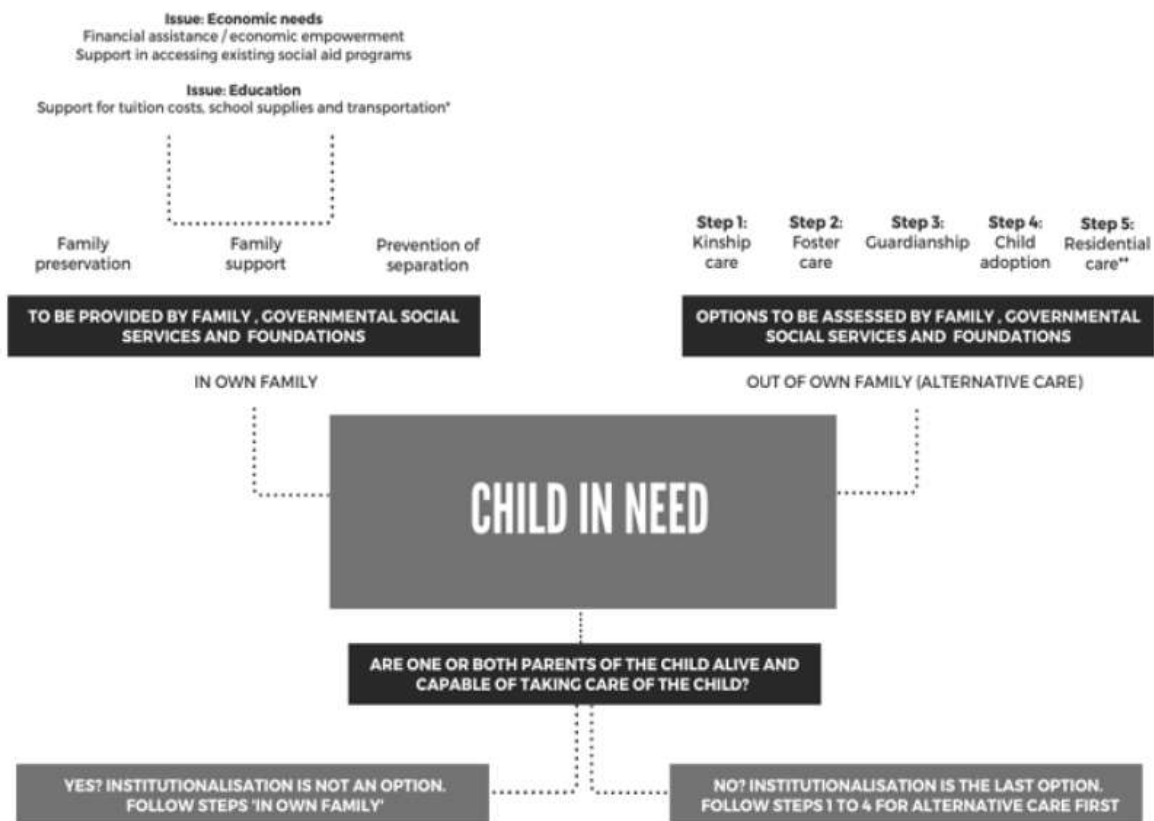 Issue: Economic needs
Financial assistance / economic empowerment
Support in accessing existing social aid programs
Issue: Education
Support for tuition costs, school supplies and transportation*
Family
preservation
Family
support
Prevention of
separation
TO BE PROVIDED BY FAMILY , GOVERNMENTAL SOCIAL
SERVICES AND FOUNDATIONS
IN OWN FAMILY
Step 1:
Kinship
care
Step 2:
Foster
care
Step 3:
Guardianship
Step 4:
Child
adoption
Step 5:
Residential
care**
OPTIONS TO BE ASSESSED BY FAMILY , GOVERNMENTAL
SOCIAL SERVICES AND FOUNDATIONS
OUT OF OWN FAMILY (ALTERNATIVE CARE)
CHILD IN NEED
ARE ONE OR BOTH PARENTS OF THE CHILD ALIVE AND
CAPABLE OF TAKING CARE OF THE CHILD?
YES? INSTITUTIONALISATION IS NOT AN OPTION.
FOLLOW STEPS 'IN OWN FAMILY'
NO? INSTITUTIONALISATION IS THE LAST OPTION.
FOLLOW STEPS 1 TO 4 FOR ALTERNATIVE CARE FIRST